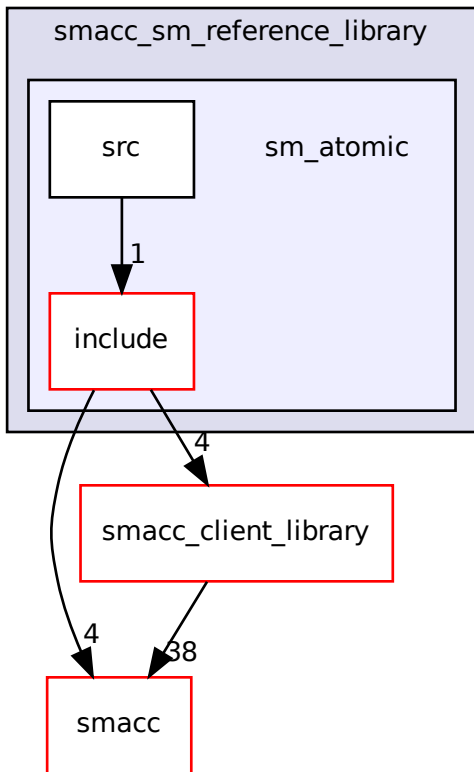 smacc_sm_reference_library
src
sm_atomic
1
include
4
smacc_client_library
4
38
smacc